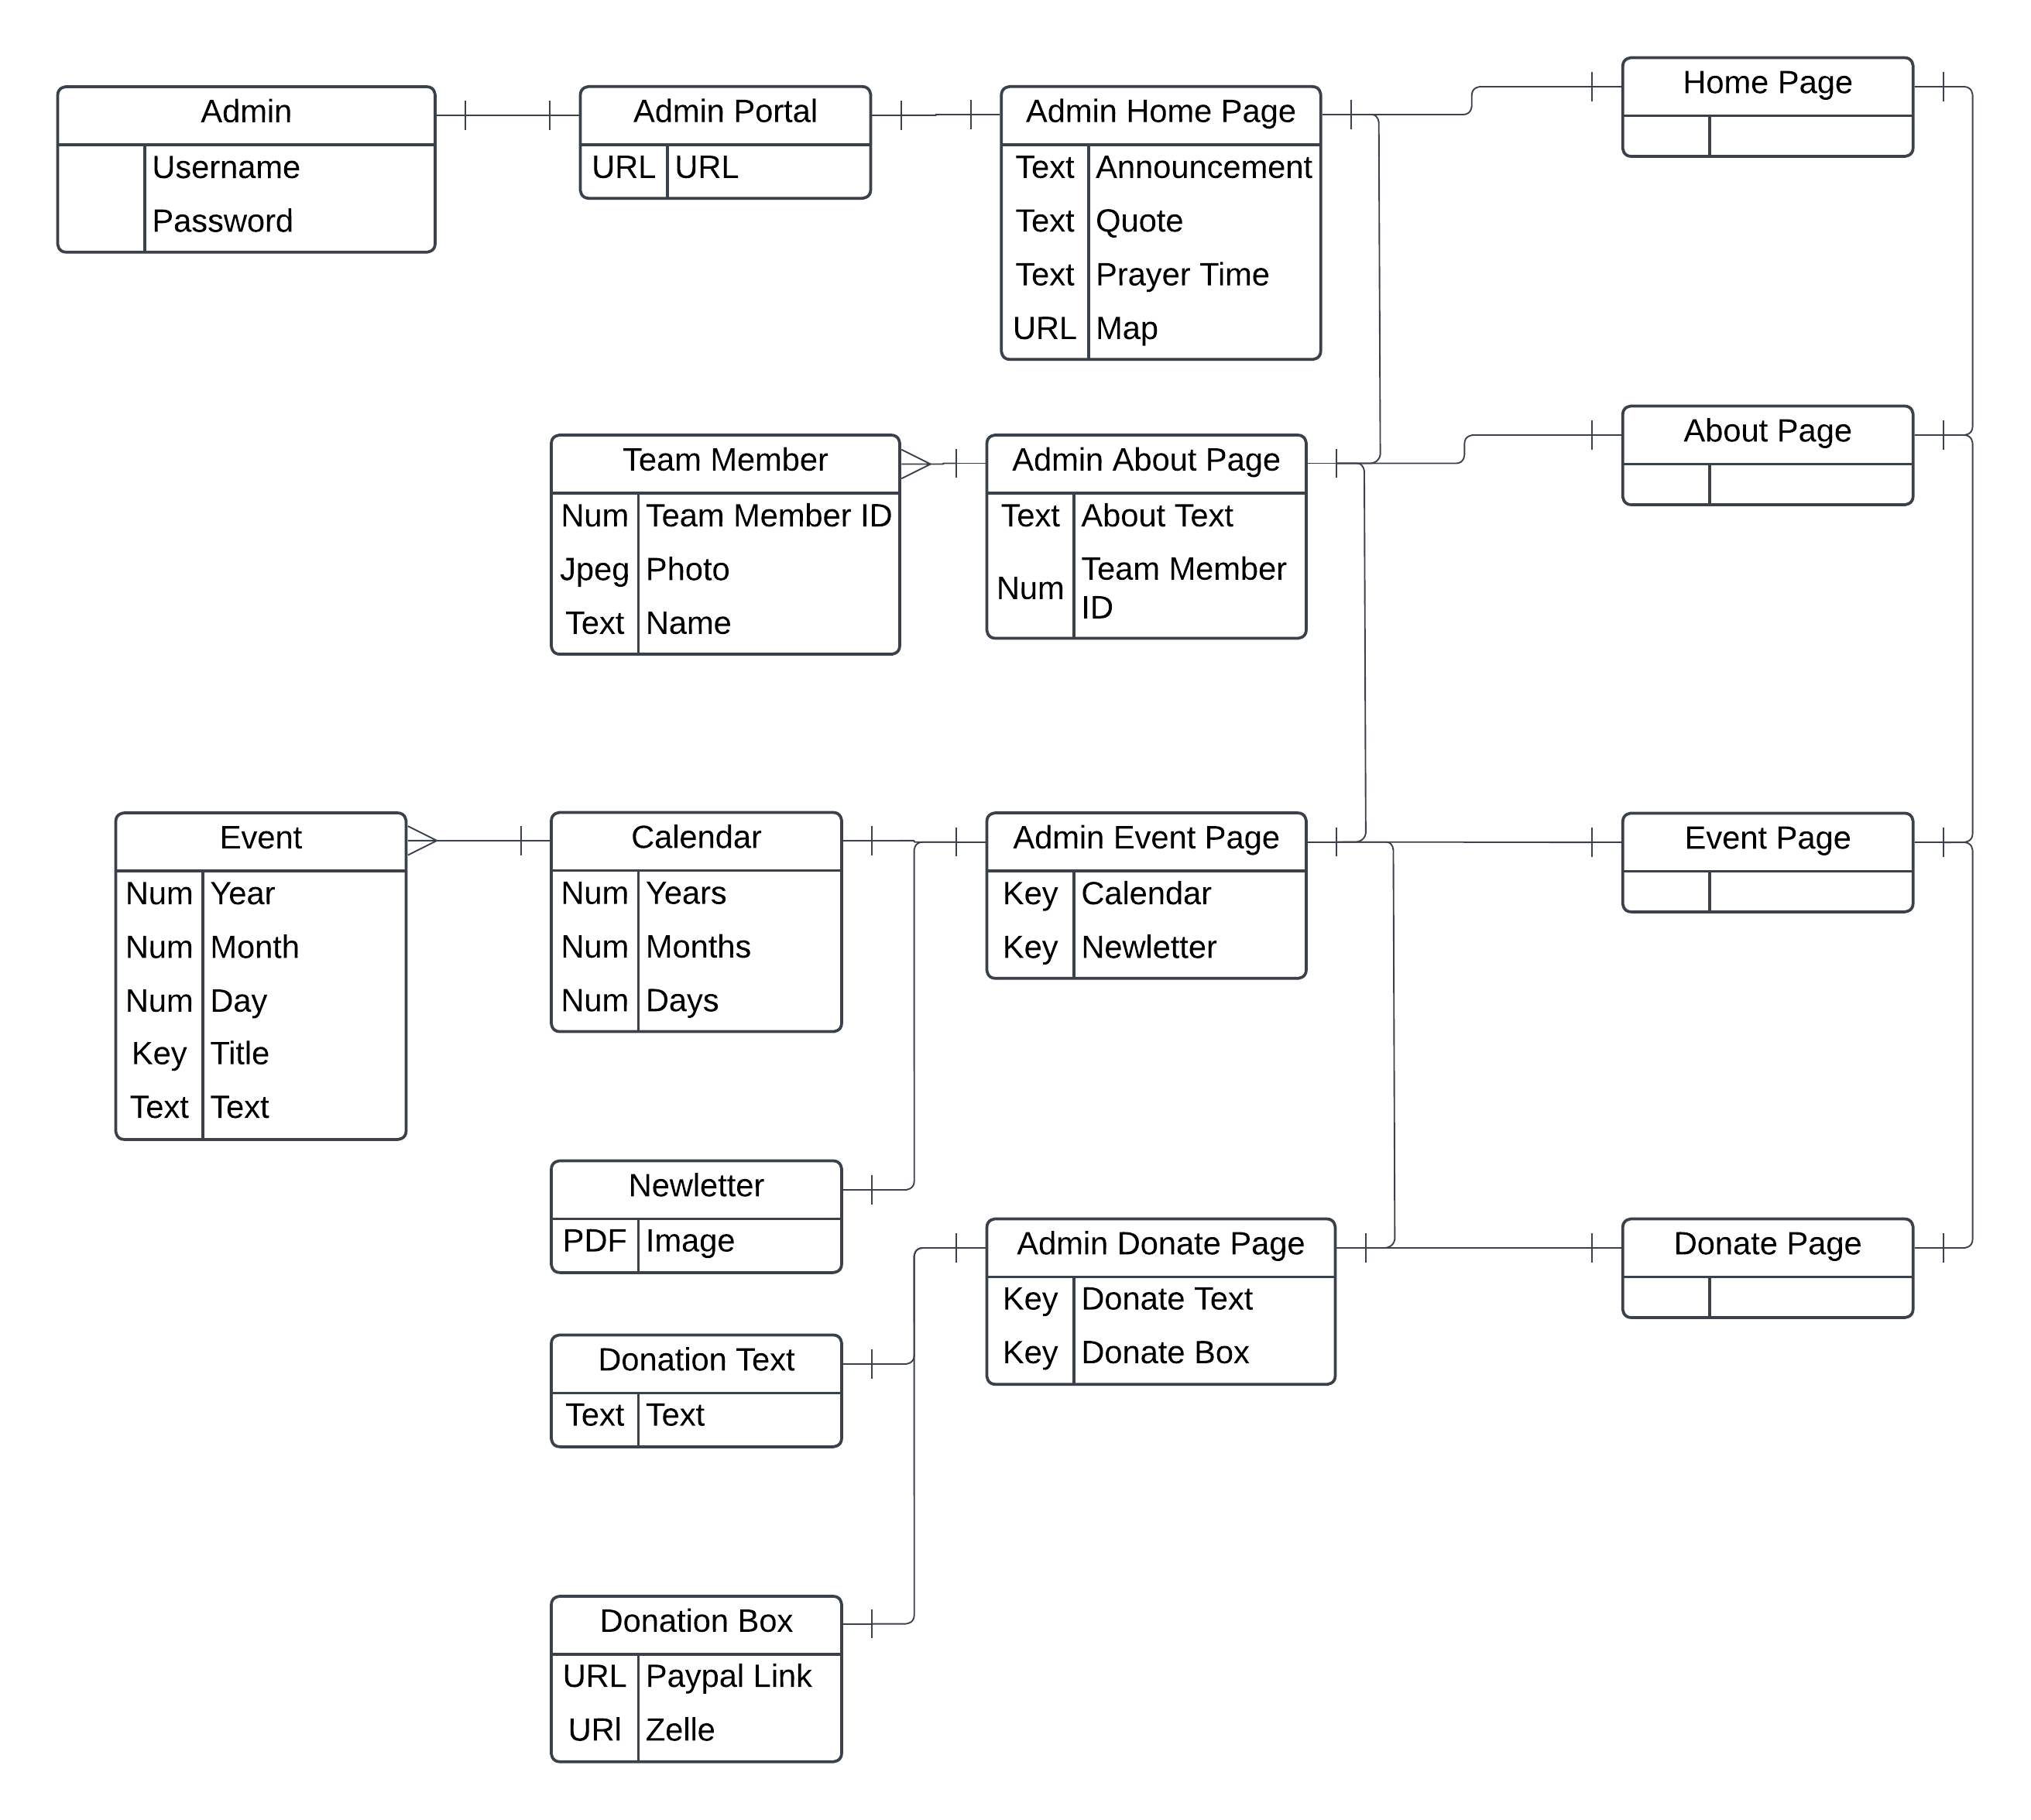 Admin
Username
Password
Admin Portal
URL URL
Admin Home Page
Text Announcement
Text Quote
Text Prayer Time
URL Map
Home Page
Team Member
Num Team Member ID
Jpeg Photo
Text Name
Admin About Page
Text About Text
Num Team Member
ID
About Page
Event
Num Year
Num Month
Num Day
Key Title
Text Text
Calendar
Num Years
Num Months
Num Days
Admin Event Page
Key Calendar
Key Newletter
Event Page
Newletter
PDF Image
Admin Donate Page
Key Donate Text
Key Donate Box
Donate Page
Donation Text
Text Text
Donation Box
URL Paypal Link
URl Zelle